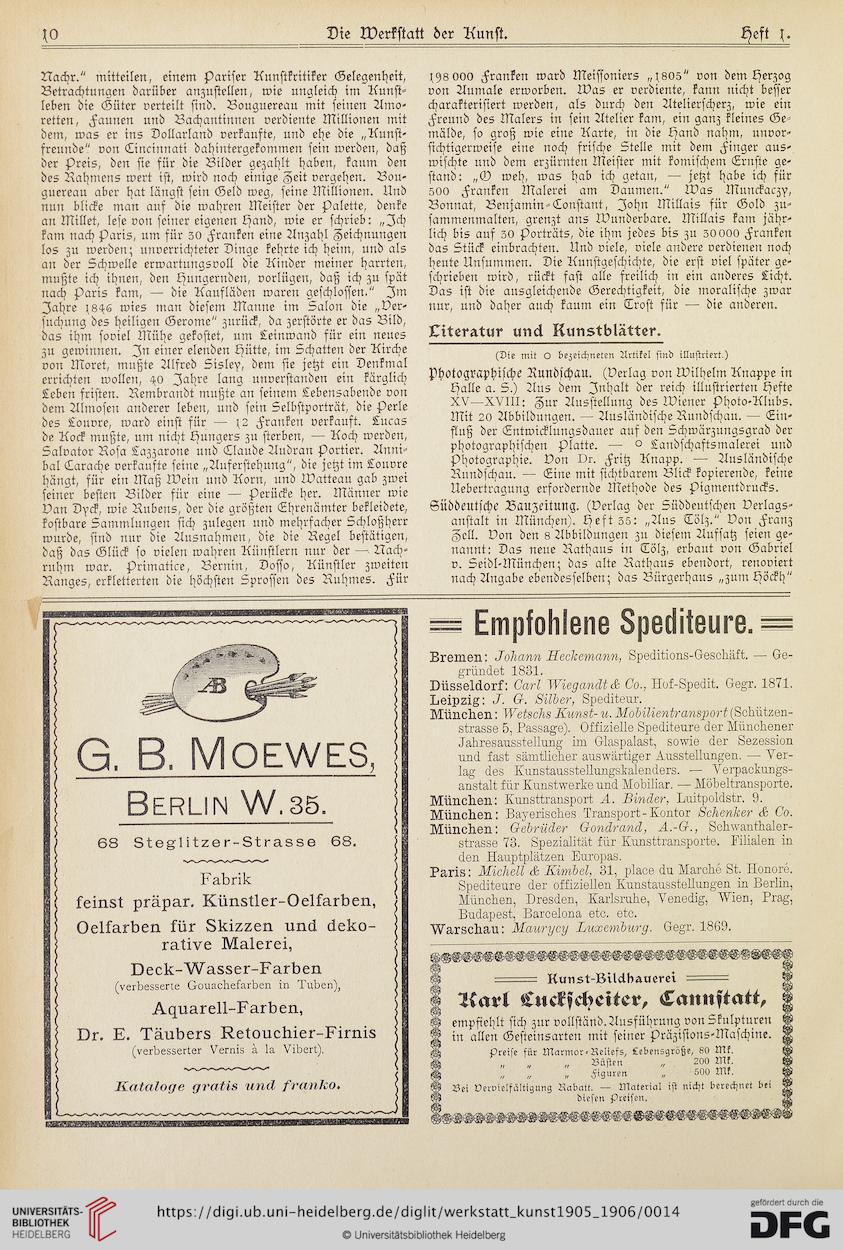 10
Die Werkstatt der Kunst.
Heft 1.
Nachr.“ mitteilen, einem Pariser Kunstkritiker Gelegenheit,
Betrachtungen darüber anzustellen, wie ungleich im Kunst-
leben die Güter verteilt sind. Bouguereau mit seinen Amo-
retten, Faunen und Bachantinnen verdiente Millionen mit
dem, was er ins Dollarland verkaufte, und ehe die „Kunst-
freunde“ von Cincinnati dahintergekommen sein werden, daß
der Preis, den sie für die Bilder gezahlt haben, kaum den
des Rahmens wert ist, wird noch einige Zeit vergehen. Bou-
guereau aber hat längst sein Geld weg, seine Millionen. Und
nun blicke man auf die wahren Meister der Palette, denke
an Millet, lese von seiner eigenen Hand, wie er schrieb: „Ich
kam nach Paris, um für 30 Franken eine Anzahl Zeichnungen
los zu werden; unverrichteter Dinge kehrte ich heim, und als
an der Schwelle erwartungsvoll die Kinder meiner harrten,
mußte ich ihnen, den Hungernden, vorlügen, daß ich zu spät
nach Paris kam, — die Kaufläden waren geschlossen.“ Im
Jahre 1846 wies man diesem Manne im Salon die „Ver-
suchung des heiligen Gerome“ zurück, da zerstörte er das Bild,
das ihm soviel Mühe gekostet, um Leinwand für ein neues
zu gewinnen. In einer elenden Hütte, im Schatten der Kirche
von Moret, mußte Alfred Sisley, dem sie jetzt ein Denkmal
errichten wollen, 40 Jahre lang unverstanden ein kärglich
Leben fristen. Rembrandt mußte an seinem Lebensabende von
dem Almosen anderer leben, und sein Selbstporträt, die Perle
des Louvre, ward einst für — 12 Franken verkauft. Lucas
de Kock mußte, um nicht Hungers zu sterben, — Koch werden,
Salvator Rosa Lazzarone und Claude Audran Portier. Anni-
bal Carache verkaufte seine „Auferstehung“, die jetzt im Louvre
hängt, für ein Maß Wein und Korn, und Watteau gab zwei
seiner besten Bilder für eine — Perücke her. Männer wie
Van Dyck, wie Rubens, der die größten Ehrenämter bekleidete,
kostbare Sammlungen sich zulegen und mehrfacher Schloßherr
wurde, sind nur die Ausnahmen, die die Regel bestätigen,
daß das Glück so vielen wahren Künstlern nur der — Nach-
ruhm war. Primatice, Bernin, Dosso, Künstler zweiten
Ranges, erkletterten die höchsten Sprossen des Ruhmes. Für
198 000 Franken ward Meissoniers „1805“ von dem Herzog
von Aumale erworben. Was er verdiente, kann nicht besser
charakterisiert werden, als durch den Atelierscherz, wie ein
Freund des Malers in sein Atelier kam, ein ganz kleines Ge-
mälde, so groß wie eine Karte, in die Hand nahm, unvor-
sichtigerweise eine noch frische Stelle mit dem Finger aus-
wischte und dem erzürnten Meister mit komischem Ernste ge-
stand: „O weh, was hab ich getan, — jetzt habe ich für
500 Franken Malerei am Daumen.“ Was Munckaczy,
Bonnat, Benjamin-Constant, John Millais für Gold zu-
sammenmalten, grenzt ans Wunderbare. Millais kam jähr-
lich bis auf 30 Porträts, die ihm jedes bis zu 30000 Franken
das Stück einbrachten. Und viele, viele andere verdienen noch
heute Unsummen. Die Kunstgeschichte, die erst viel später ge-
schrieben wird, rückt fast alle freilich in ein anderes Licht.
Das ist die ausgleichende Gerechtigkeit, die moralische zwar
nur, und daher auch kaum ein Trost für — die anderen.
Literatur und Kunstblätter.
(Die mit O bezeichneten Artikel sind illustriert.)
Photographische Rundschau. (Verlag von Wilhelm Knappe in
Halle a. S.) Aus dem Inhalt der reich illustrierten Hefte
XV—XVIII: Zur Ausstellung des Wiener Photo-Klubs.
Mit 20 Abbildungen. — Ausländische Rundschau. — Ein-
fluß der Entwicklungsdauer auf den Schwärzungsgrad der
photographischen Platte. — O Landschaftsmalerei und
Photographie. Von Dr. Fritz Knapp. — Ausländische
Rundschau. — Eine mit sichtbarem Blick kopierende, keine
Uebertragung erfordernde Methode des Pigmentdrucks.
Süddeutsche Bauzeitung. (Verlag der Süddeutschen Verlags-
anstalt in München). Heft 35: „Aus Tölz.“ Von Franz
Zell. Von den 8 Abbildungen zu diesem Aufsatz seien ge-
nannt: Das neue Rathaus in Tölz, erbaut von Gabriel
v. Seidl-München; das alte Rathaus ebendort, renoviert
nach Angabe ebendesselben; das Bürgerhaus „zum Höckh“
AB
G. B. MOEWES,
BERLIN W. 35.
68 Steglitzer-Strasse 68.
Fabrik
feinst präpar. Künstler-Oelfarben,
Oelfarben für Skizzen und deko-
rative Malerei,
Deck-Wasser-Farben
(verbesserte Gouachefarben in Tuben),
Aquarell-Farben,
Dr. E. Täubers Retouchier-Firnis
(verbesserter Vernis à la Vibert).
Kataloge gratis und franko.
Empfohlene Spediteure.
Bremen: Johann Heckemann, Speditions-Geschäft. — Ge-
gründet 1831.
Düsseldorf: Carl Wiegandt & Co., Hof-Spedit. Gegr. 1871.
Leipzig: J. G. Silber, Spediteur.
München: Wetschs Kunst- u. Mobilientransport (Schützen-
strasse 5, Passage). Offizielle Spediteure der Münchener
Jahresausstellung im Glaspalast, sowie der Sezession
und fast sämtlicher auswärtiger Ausstellungen. — Ver-
lag des Kunstausstellungskalenders. — Verpackungs-
anstalt für Kunstwerke und Mobiliar. — Möbeltransporte.
München: Kunsttransport A. Binder, Luitpoldstr. 9.
München: Bayerisches Transport-Kontor Schenker & Co.
München: Gebrüder Gondrand, A.-G., Schwanthaler-
strasse 73. Spezialität für Kunsttransporte. Filialen in
den Hauptplätzen Europas.
Paris: Michell & Kimbel, 31, place du Marché St. Honoré.
Spediteure der offiziellen Kunstausstellungen in Berlin,
München, Dresden, Karlsruhe, Venedig, Wien, Prag,
Budapest, Barcelona etc. etc.
Warschau: Maurycy Luxemburg. Gegr. 1869.
Kunst-Bildhauerei
Karl Luckscheiter, Cannstatt,
empfiehlt sich zur vollständ. Ausführung von Skulpturen
in allen Gesteinsarten mit seiner Präzisions-Maschine.
Preise für Marmor-Reliefs, Lebensgröße, 80 Mk.
„ „ „ Büsten „ 200 Mk.
„ „ „ Figuren „ 500 Mk.
Bei Vervielfältigung Rabatt. — Material ist nicht berechnet bei
diesen Preisen.
UNIVERSITÄTS-
BIBLIOTHEK
HEIDELBERG
https://digi.ub.uni-heidelberg.de/diglit/werkstatt_kunst1905_1906/0014
© Universitätsbibliothek Heidelberg
gefördert durch die
DFG